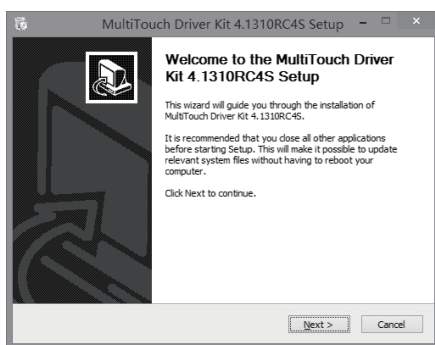 MultiTouch Driver Kit 4.1310RC4S Setup
Welcome to the MultiTouch Driver
Kit 4.1310RC4S Setup
This wizard will guide you through the installation of
MultiTouch Driver Kit 4.1310RC4S.
It is recommended that you close all other applications
before starting Setup. This will make it possible to update
relevant system files without having to reboot your
computer.
Click Next to continue.
Next >
Cancel